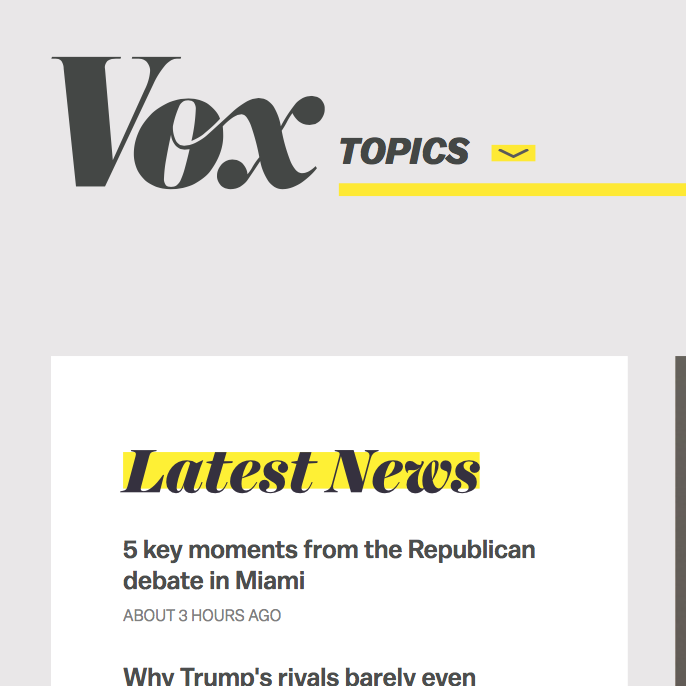 Vox
TOPICS
Latest News
5 key moments from the Republican
debate in Miami
ABOUT 3 HOURS AGO
Why Trump's rivals barely even